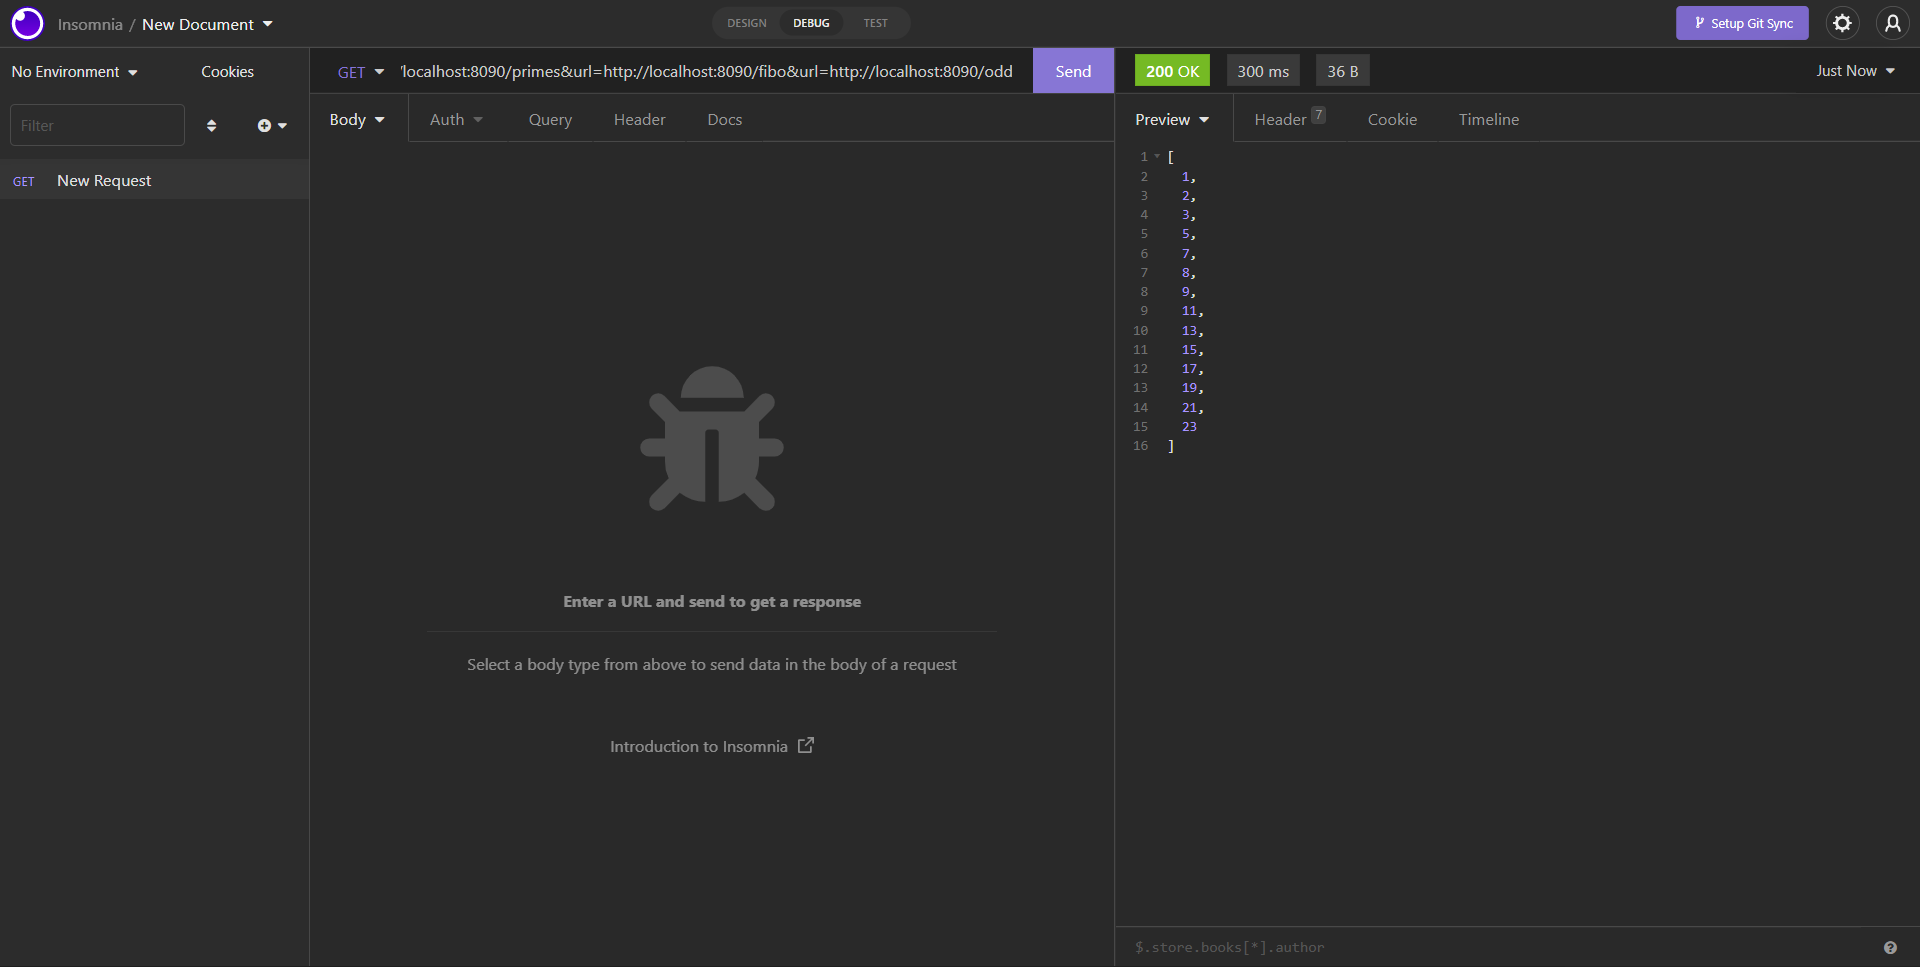 Insomnia / New Document
DESIGN DEBUG TEST
Setup Git Sync
No Environment Cookies
GET 'localhost:8090/primes&url=http://localhost:8090/fibo&url=http://localhost:8090/odd Send
200 OK 300 ms 36 B Just Now
Filter
Body Auth Query Header Docs
Preview Header 7 Cookie Timeline
GET New Request
1 [
2 1,
3 2,
4 3,
5 5,
6 7,
7 8,
8 9,
9 11,
10 13,
11 15,
12 17,
13 19,
14 21,
15 23
16 ]
Enter a URL and send to get a response
Select a body type from above to send data in the body of a request
Introduction to Insomnia
$.store.books[*].author